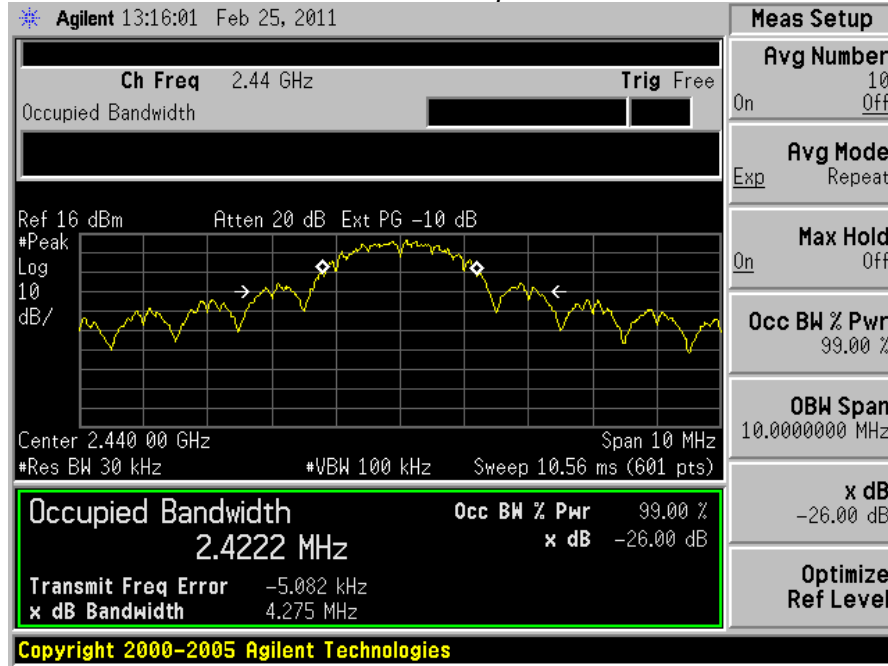 Agilent 13:16:01 Feb 25, 2011
Ch Freq 2.44 GHz Trig Free
Occupied Bandwidth
Ref 16 dBm Atten 20 dB Ext PG -10 dB
#Peak
Log
10
dB/
Center 2.440 00 GHz Span 10 MHz
#Res BW 30 kHz #VBW 100 kHz Sweep 10.56 ms (601 pts)
Occupied Bandwidth Occ BW % Pwr 99.00 %
2.4222 MHz x dB -26.00 dB
Transmit Freq Error -5.082 kHz
x dB Bandwidth 4.275 MHz
Copyright 2000-2005 Agilent Technologies
Meas Setup
Avg Number
10
On Off
Avg Mode
Exp Repeat
Max Hold
On Off
Occ BW % Pwr
99.00 %
OBW Span
10.0000000 MHz
x dB
-26.00 dB
Optimize
Ref Level